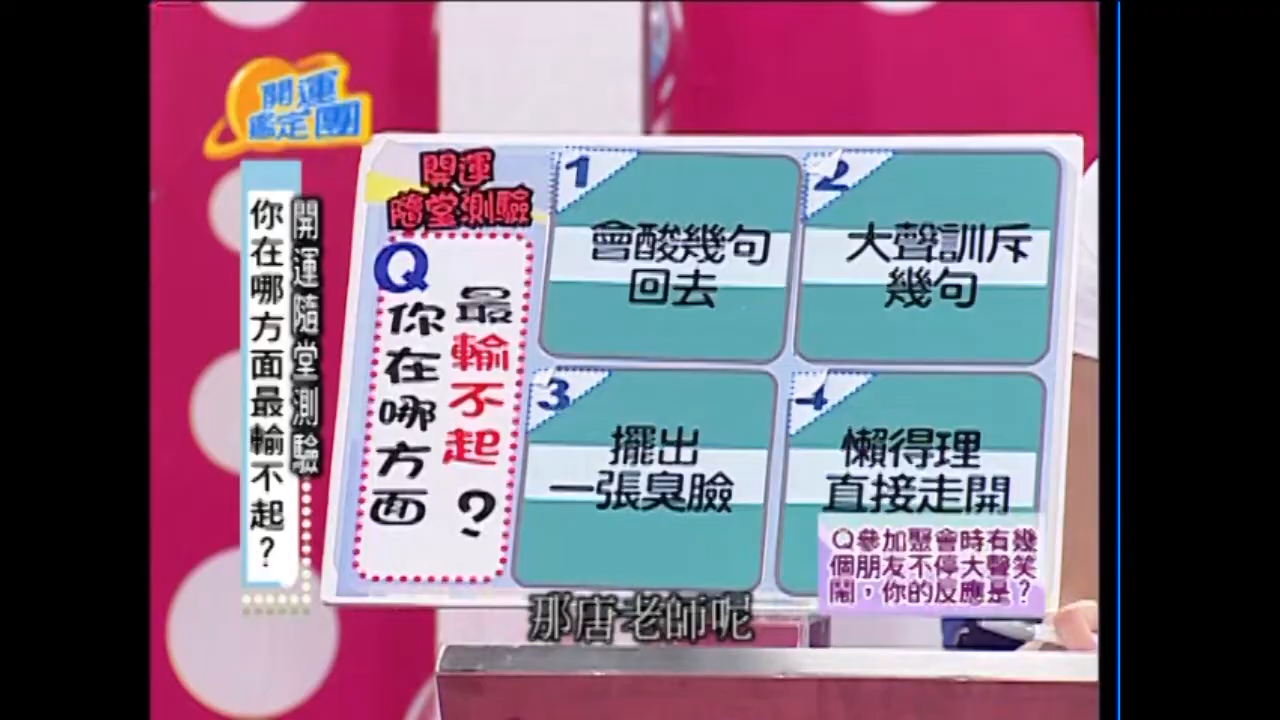 開運
鑑定團
開運隨堂測驗
你在哪方面最輸不起？
開運
隨堂測驗
Q
你在哪方面
最輸不起？
1
會酸幾句
回去
2
大聲訓斥
幾句
3
擺出
一張臭臉
4
懶得理
直接走開
Q參加聚會時有幾
個朋友不停大聲笑
鬧，你的反應是？
那唐老師呢